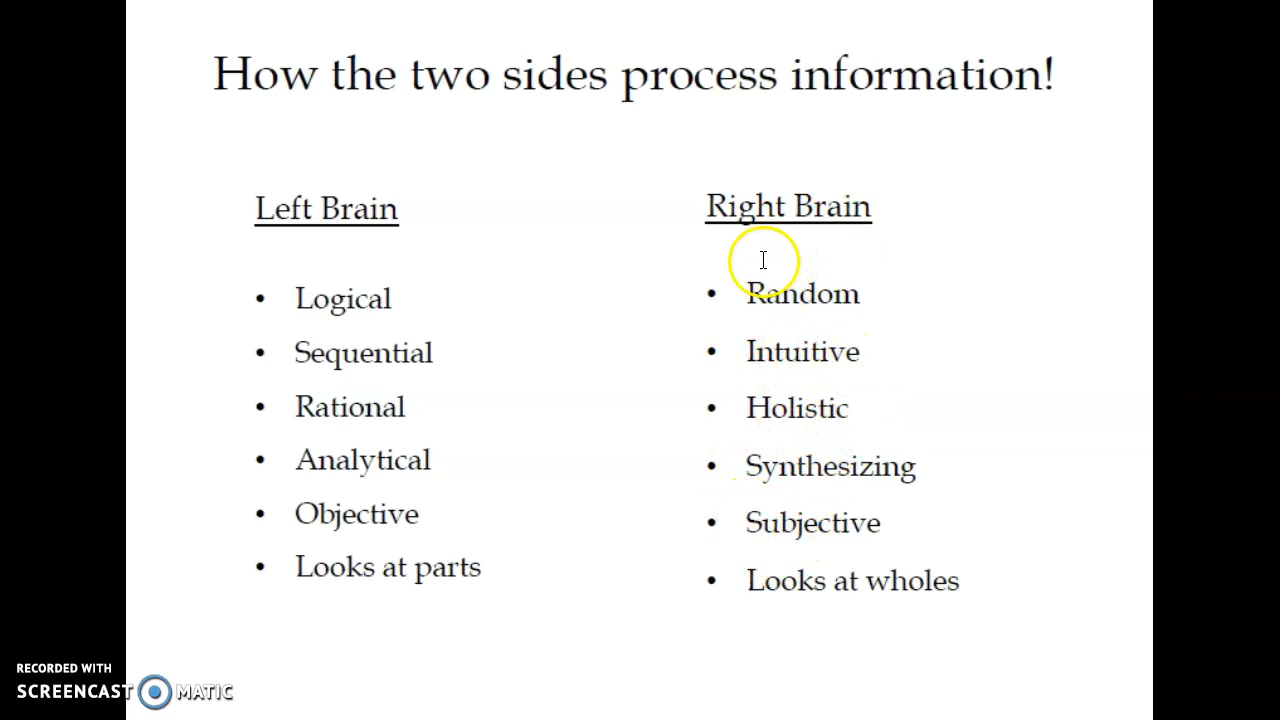 How the two sides process information!
Left Brain
• Logical
• Sequential
• Rational
• Analytical
• Objective
• Looks at parts
Right Brain
• Random
• Intuitive
• Holistic
• Synthesizing
• Subjective
• Looks at wholes
RECORDED WITH
SCREENCAST MATIC